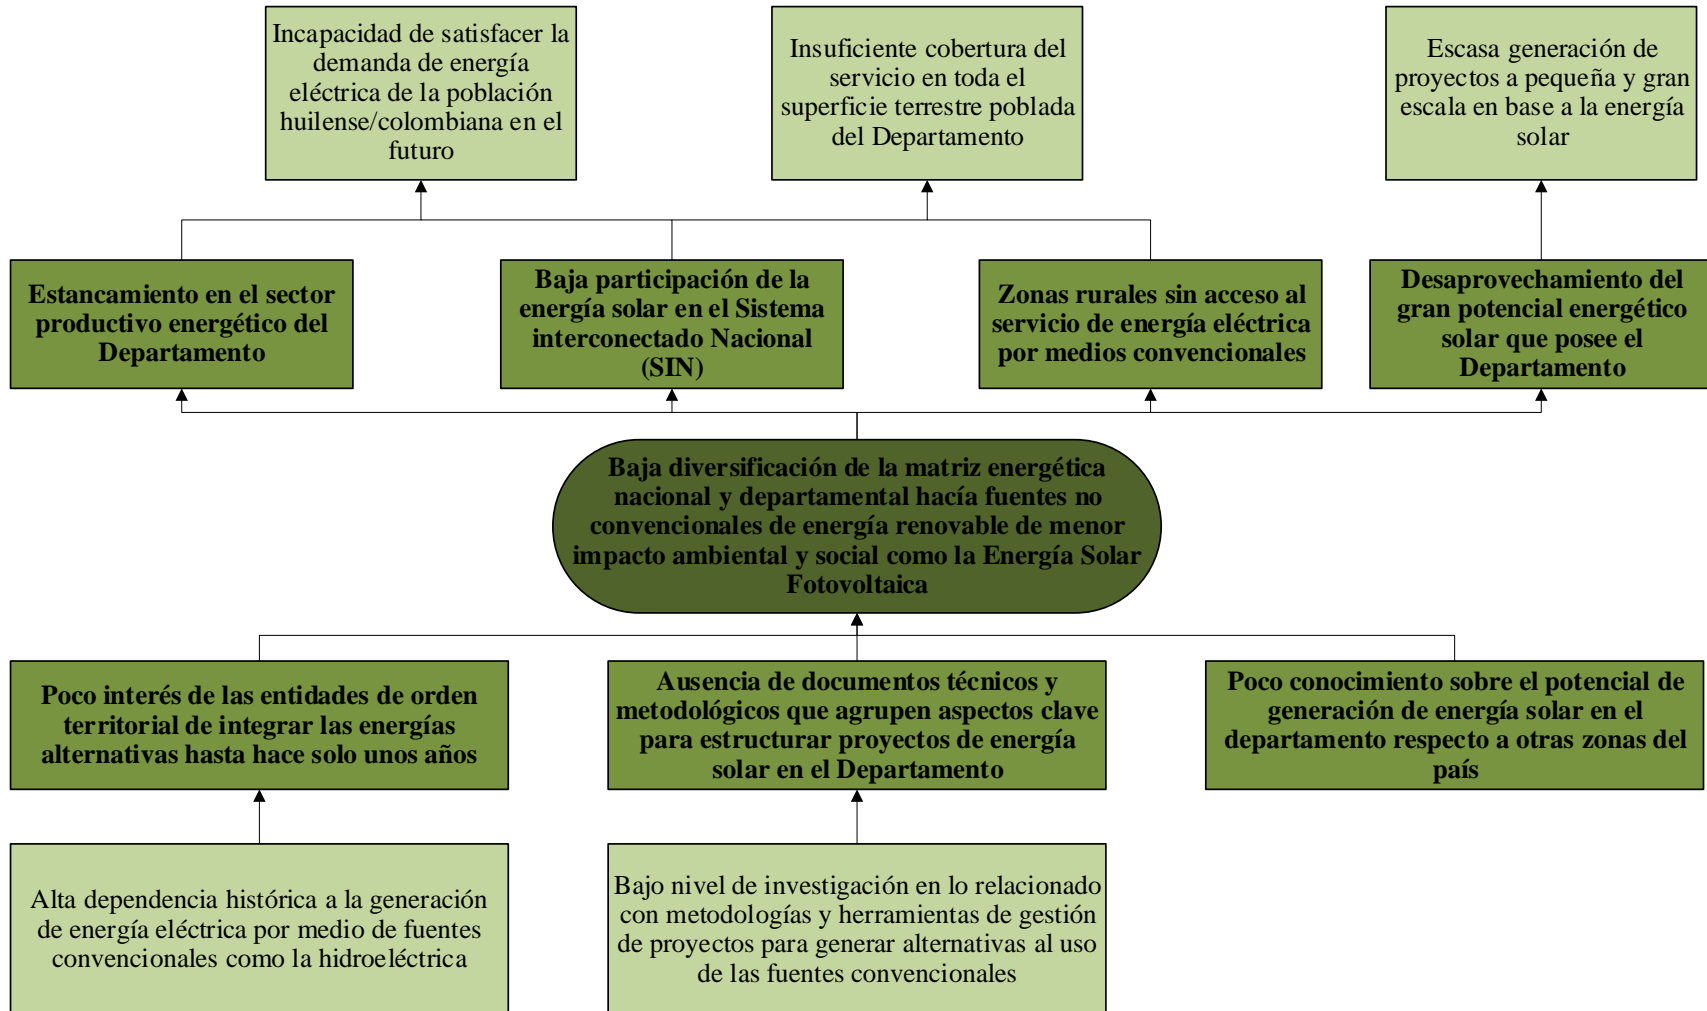 Incapacidad de satisfacer la
demanda de energía
eléctrica de la población
huilense/colombiana en el
futuro
Insuficiente cobertura del
servicio en toda el
superficie terrestre poblada
del Departamento
Escasa generación de
proyectos a pequeña y gran
escala en base a la energía
solar
Estancamiento en el sector
productivo energético del
Departamento
Baja participación de la
energía solar en el Sistema
interconectado Nacional
(SIN)
Zonas rurales sin acceso al
servicio de energía eléctrica
por medios convencionales
Desaprovechamiento del
gran potencial energético
solar que posee el
Departamento
Baja diversificación de la matriz energética
nacional y departamental hacía fuentes no
convencionales de energía renovable de menor
impacto ambiental y social como la Energía Solar
Fotovoltaica
Poco interés de las entidades de orden
territorial de integrar las energías
alternativas hasta hace solo unos años
Ausencia de documentos técnicos y
metodológicos que agrupen aspectos clave
para estructurar proyectos de energía
solar en el Departamento
Poco conocimiento sobre el potencial de
generación de energía solar en el
departamento respecto a otras zonas del
país
Alta dependencia histórica a la generación
de energía eléctrica por medio de fuentes
convencionales como la hidroeléctrica
Bajo nivel de investigación en lo relacionado
con metodologías y herramientas de gestión
de proyectos para generar alternativas al uso
de las fuentes convencionales